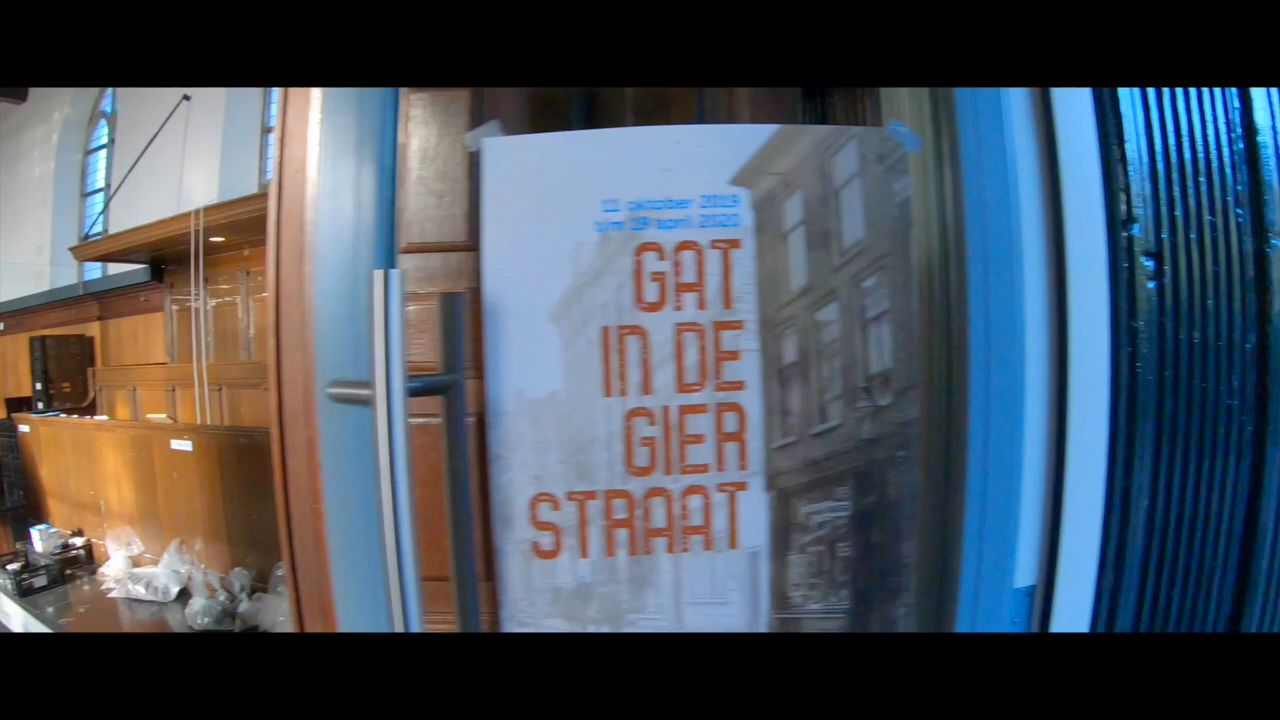 11 oktober 2019
t/m 19 april 2020
GAT
IN DE
GIER
STRAAT